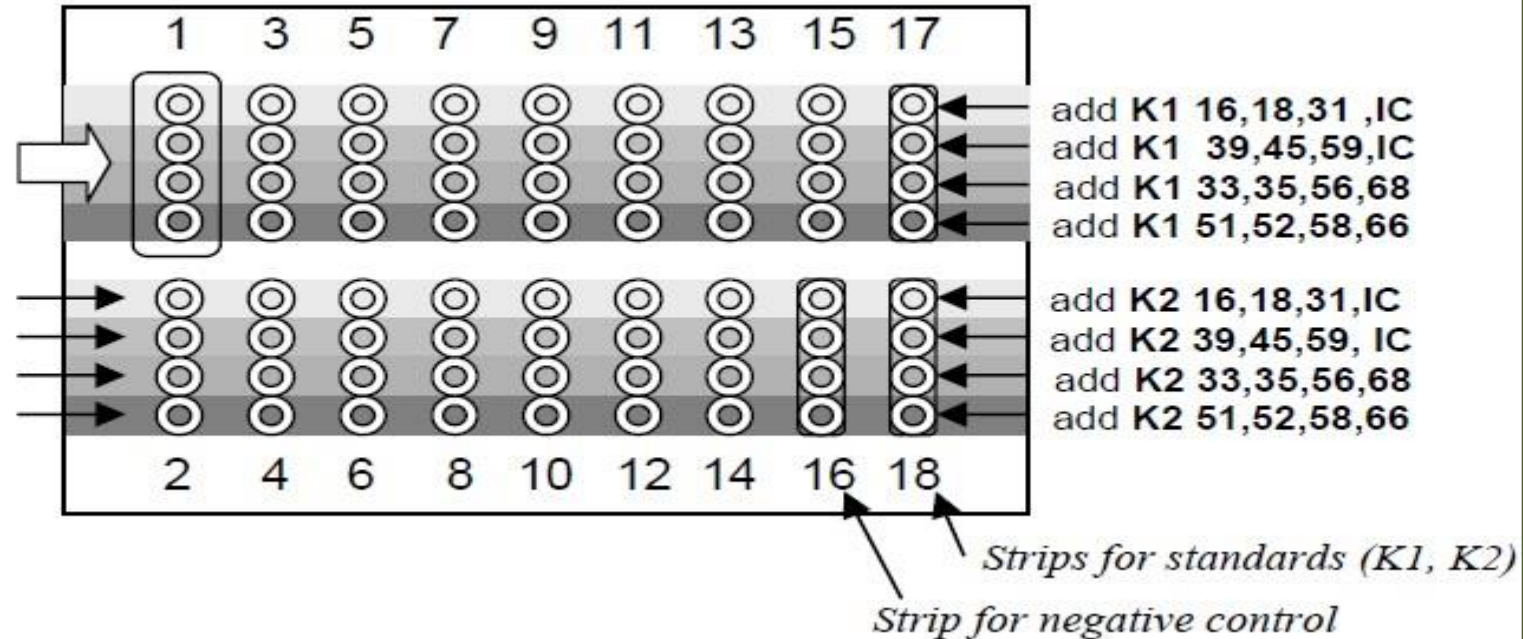 1 3 5 7 9 11 13 15 17
add K1 16,18,31 ,IC
add K1 39,45,59,IC
add K1 33,35,56,68
add K1 51,52,58,66
add K2 16,18,31,IC
add K2 39,45,59, IC
add K2 33,35,56,68
add K2 51,52,58,66
2 4 6 8 10 12 14 16 18
Strips for standards (K1, K2)
Strip for negative control